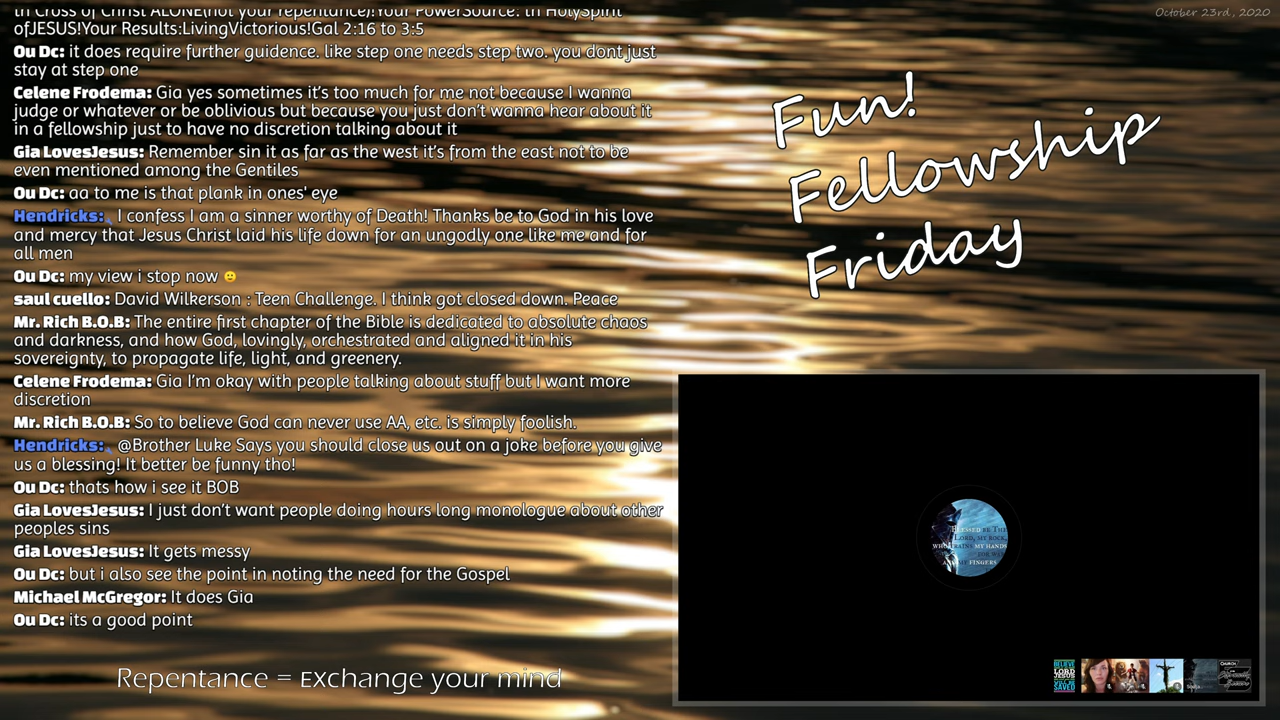 th Cross of Christ ALONE(not your repentance)!Your PowerSource: th HolySpirit
ofJESUS!Your Results:LivingVictorious!Gal 2:16 to 3:5
Ou Dc: it does require further guidance. like step one needs step two. you dont just
stay at step one
Celene Frodema: Gia yes sometimes it's too much for me not because I wanna
judge or whatever or be oblivious but because you just don't wanna hear about it
in a fellowship just to have no discretion talking about it
Gia LovesJesus: Remember sin it as far as the west it's from the east not to be
even mentioned among the Gentiles
Ou Dc: aa to me is that plank in ones' eye
Hendricks: I confess I am a sinner worthy of Death! Thanks be to God in his love
and mercy that Jesus Christ laid his life down for an ungodly one like me and for
all men
Ou Dc: my view i stop now 🙂
saul cuello: David Wilkerson : Teen Challenge. I think got closed down. Peace
Mr. Rich B.O.B: The entire first chapter of the Bible is dedicated to absolute chaos
and darkness, and how God, lovingly, orchestrated and aligned it in his
sovereignty, to propagate life, light, and greenery.
Celene Frodema: Gia I'm okay with people talking about stuff but I want more
discretion
Mr. Rich B.O.B: So to believe God can never use AA, etc. is simply foolish.
Hendricks: @Brother Luke Says you should close us out on a joke before you give
us a blessing! It better be funny tho!
Ou Dc: thats how i see it BOB
Gia LovesJesus: I just don't want people doing hours long monologue about other
peoples sins
Gia LovesJesus: It gets messy
Ou Dc: but i also see the point in noting the need for the Gospel
Michael McGregor: It does Gia
Ou Dc: its a good point
Repentance = Exchange your mind
October 23rd, 2020
Fun!
Fellowship
Friday
Blessed be the
Lord, my rock,
who trains my hands
for war,
fingers
BELIEVE
LORD
JESUS
SAVED
Church